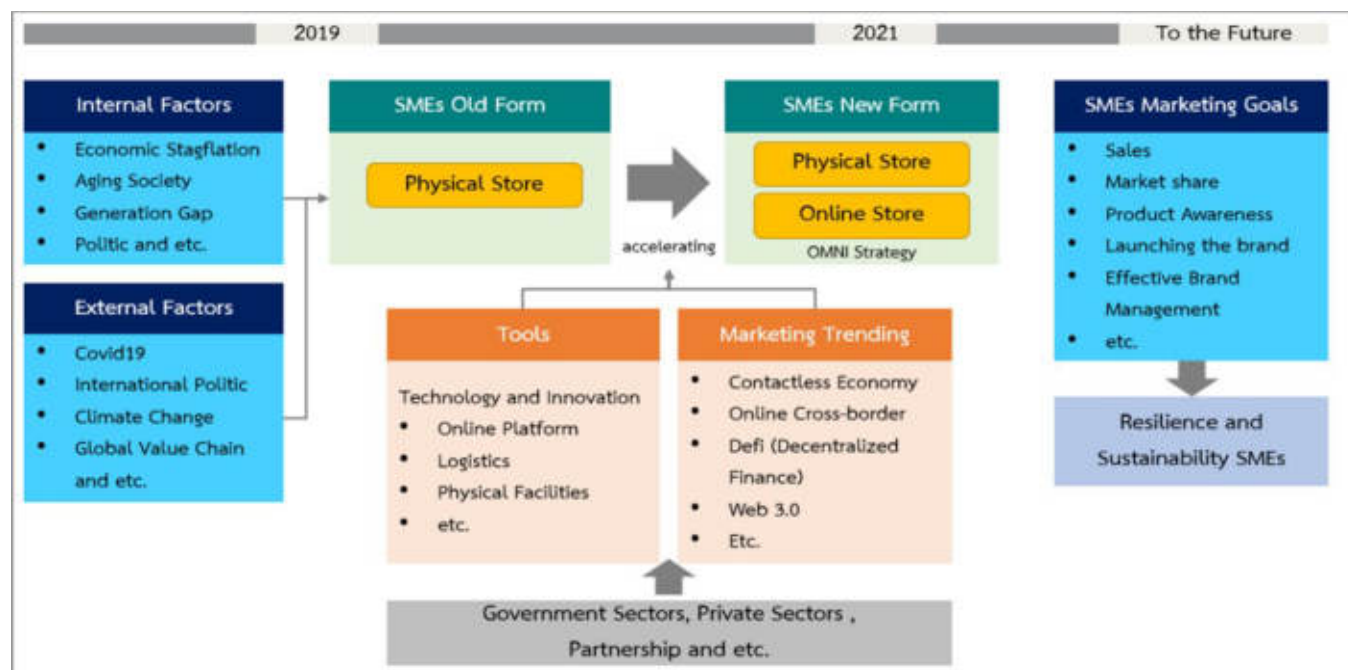 2019
2021
To the Future
Internal Factors
• Economic Stagflation
• Aging Society
• Generation Gap
• Politic and etc.
External Factors
• Covid19
• International Politic
• Climate Change
• Global Value Chain
and etc.
SMEs Old Form
Physical Store
accelerating
SMEs New Form
Physical Store
Online Store
OMNI Strategy
Tools
Technology and Innovation
• Online Platform
• Logistics
• Physical Facilities
• etc.
Marketing Trending
• Contactless Economy
• Online Cross-border
• Defi (Decentralized
Finance)
• Web 3.0
• Etc.
Government Sectors, Private Sectors ,
Partnership and etc.
SMEs Marketing Goals
• Sales
• Market share
• Product Awareness
• Launching the brand
• Effective Brand
Management
• etc.
Resilience and
Sustainability SMEs